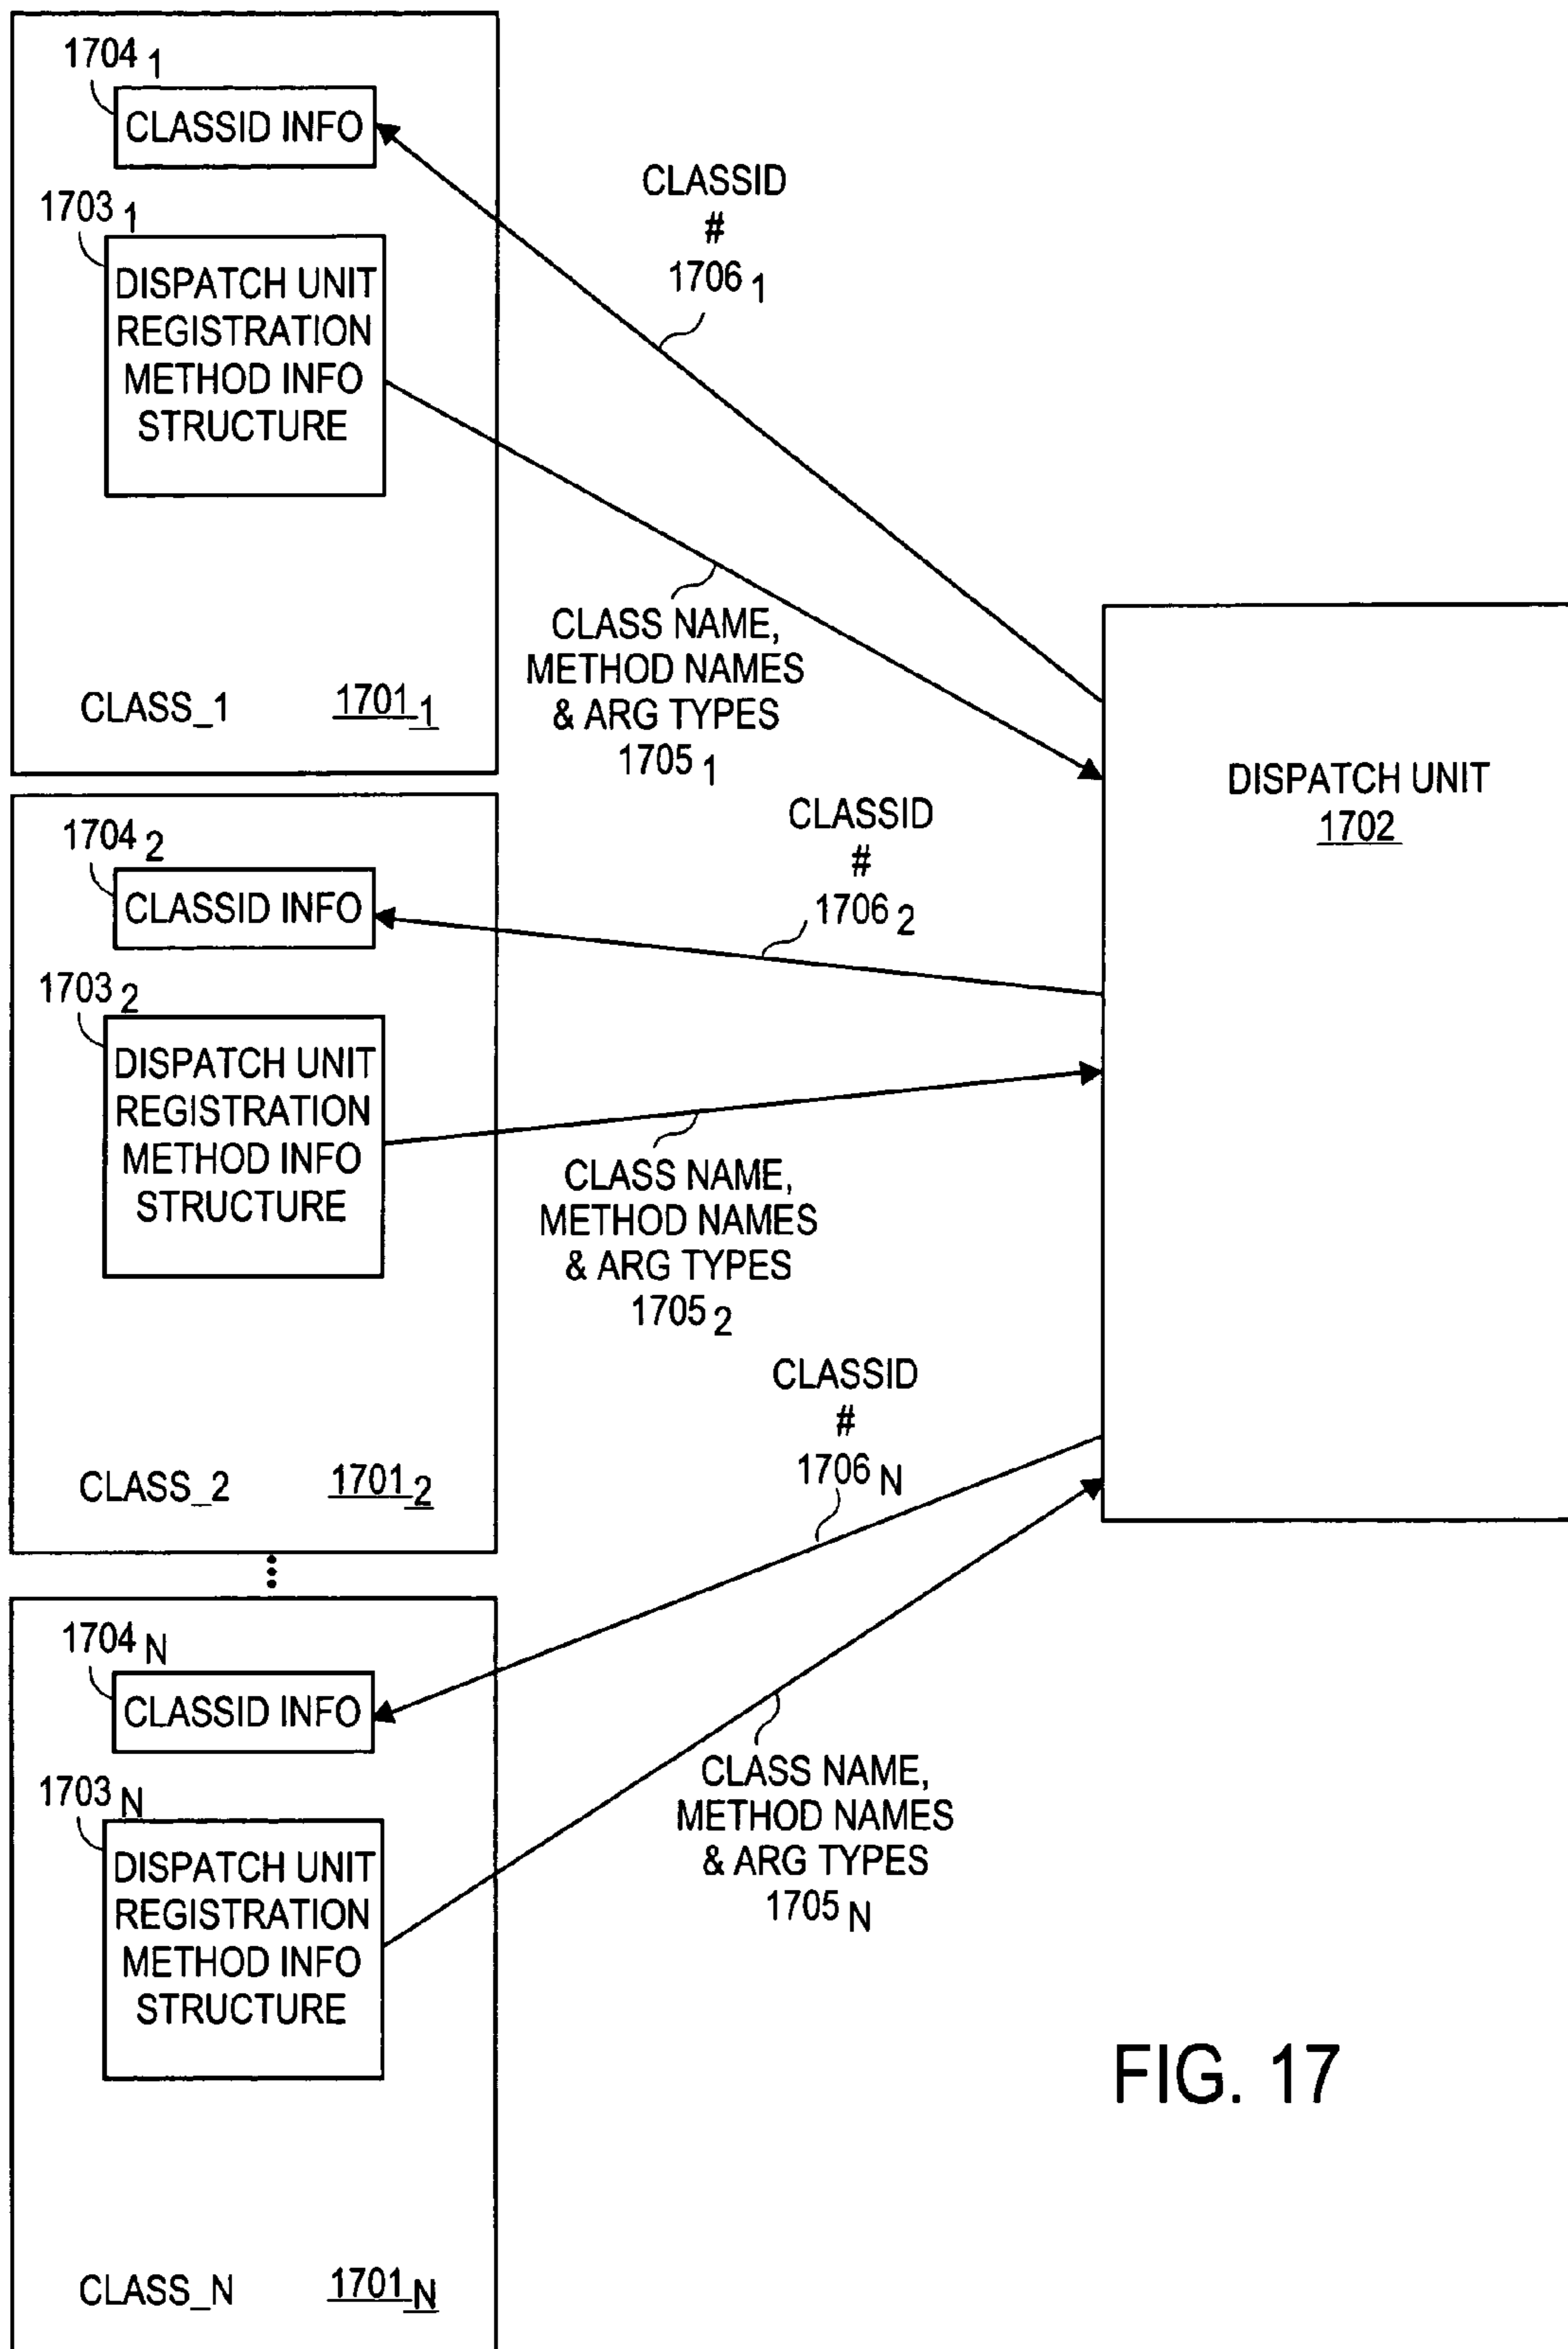 1704 1
CLASSID INFO
1703 1
DISPATCH UNIT
REGISTRATION
METHOD INFO
STRUCTURE
CLASS_1 1701 1
CLASSID
#
1706 1
CLASS NAME,
METHOD NAMES
& ARG TYPES
1705 1
DISPATCH UNIT
1702
1704 2
CLASSID INFO
1703 2
DISPATCH UNIT
REGISTRATION
METHOD INFO
STRUCTURE
CLASS_2 1701 2
CLASSID
#
1706 2
CLASS NAME,
METHOD NAMES
& ARG TYPES
1705 2
1704 N
CLASSID INFO
1703 N
DISPATCH UNIT
REGISTRATION
METHOD INFO
STRUCTURE
CLASS_N 1701 N
CLASSID
#
1706 N
CLASS NAME,
METHOD NAMES
& ARG TYPES
1705 N
FIG. 17